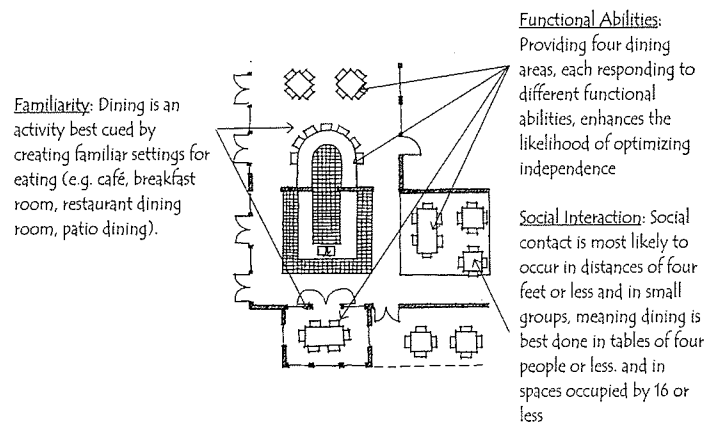 Familiarity: Dining is an
activity best cued by
creating familiar settings for
eating (e.g. café, breakfast
room, restaurant dining
room, patio dining).
Functional Abilities:
Providing four dining
areas, each responding to
different functional
abilities, enhances the
likelihood of optimizing
independence
Social Interaction: Social
contact is most likely to
occur in distances of four
feet or less and in small
groups, meaning dining is
best done in tables of four
people or less. and in
spaces occupied by 16 or
less